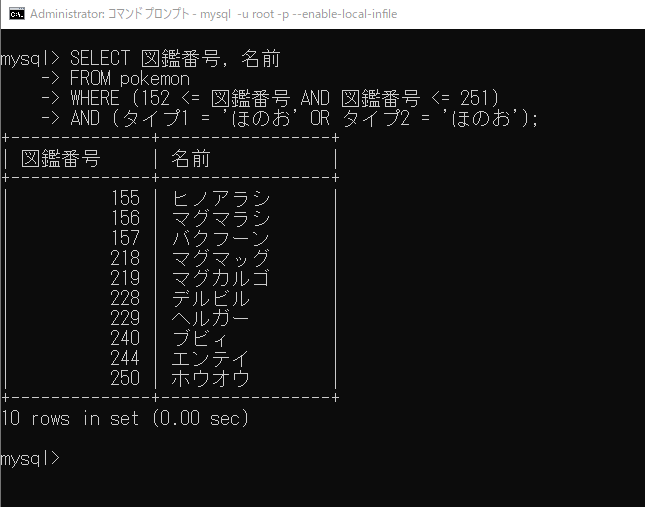 Administrator: コマンドプロンプト - mysql -u root -p --enable-local-infile
mysql> SELECT 図鑑番号, 名前
-> FROM pokemon
-> WHERE (152 <= 図鑑番号 AND 図鑑番号 <= 251)
-> AND (タイプ1 = 'ほのお' OR タイプ2 = 'ほのお');
+--------------+-----------------+
| 図鑑番号 | 名前 |
+--------------+-----------------+
| 155 | ヒノアラシ |
| 156 | マグマラシ |
| 157 | バクフーン |
| 218 | マグマッグ |
| 219 | マグカルゴ |
| 228 | デルビル |
| 229 | ヘルガー |
| 240 | ブビィ |
| 244 | エンテイ |
| 250 | ホウオウ |
+--------------+-----------------+
10 rows in set (0.00 sec)
mysql>